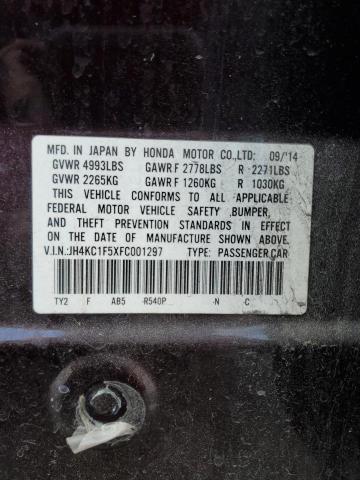 MFD. IN JAPAN BY HONDA MOTOR CO.,LTD: 09/'14
GVWR 4993LBS GAWR F 2778LBS R 2271LBS
GVWR 2265KG GAWR F 1260KG R 1030KG
THIS VEHICLE CONFORMS TO ALL APPLICABLE
FEDERAL MOTOR VEHICLE SAFETY ,BUMPER,
AND THEFT PREVENTION STANDARDS IN EFFECT
ON THE DATE OF MANUFACTURE SHOWN ABOVE.
V.I.N.:JH4KC1F5XFC001297 TYPE: PASSENGER CAR
TY2 F AB5 R540P -N -C